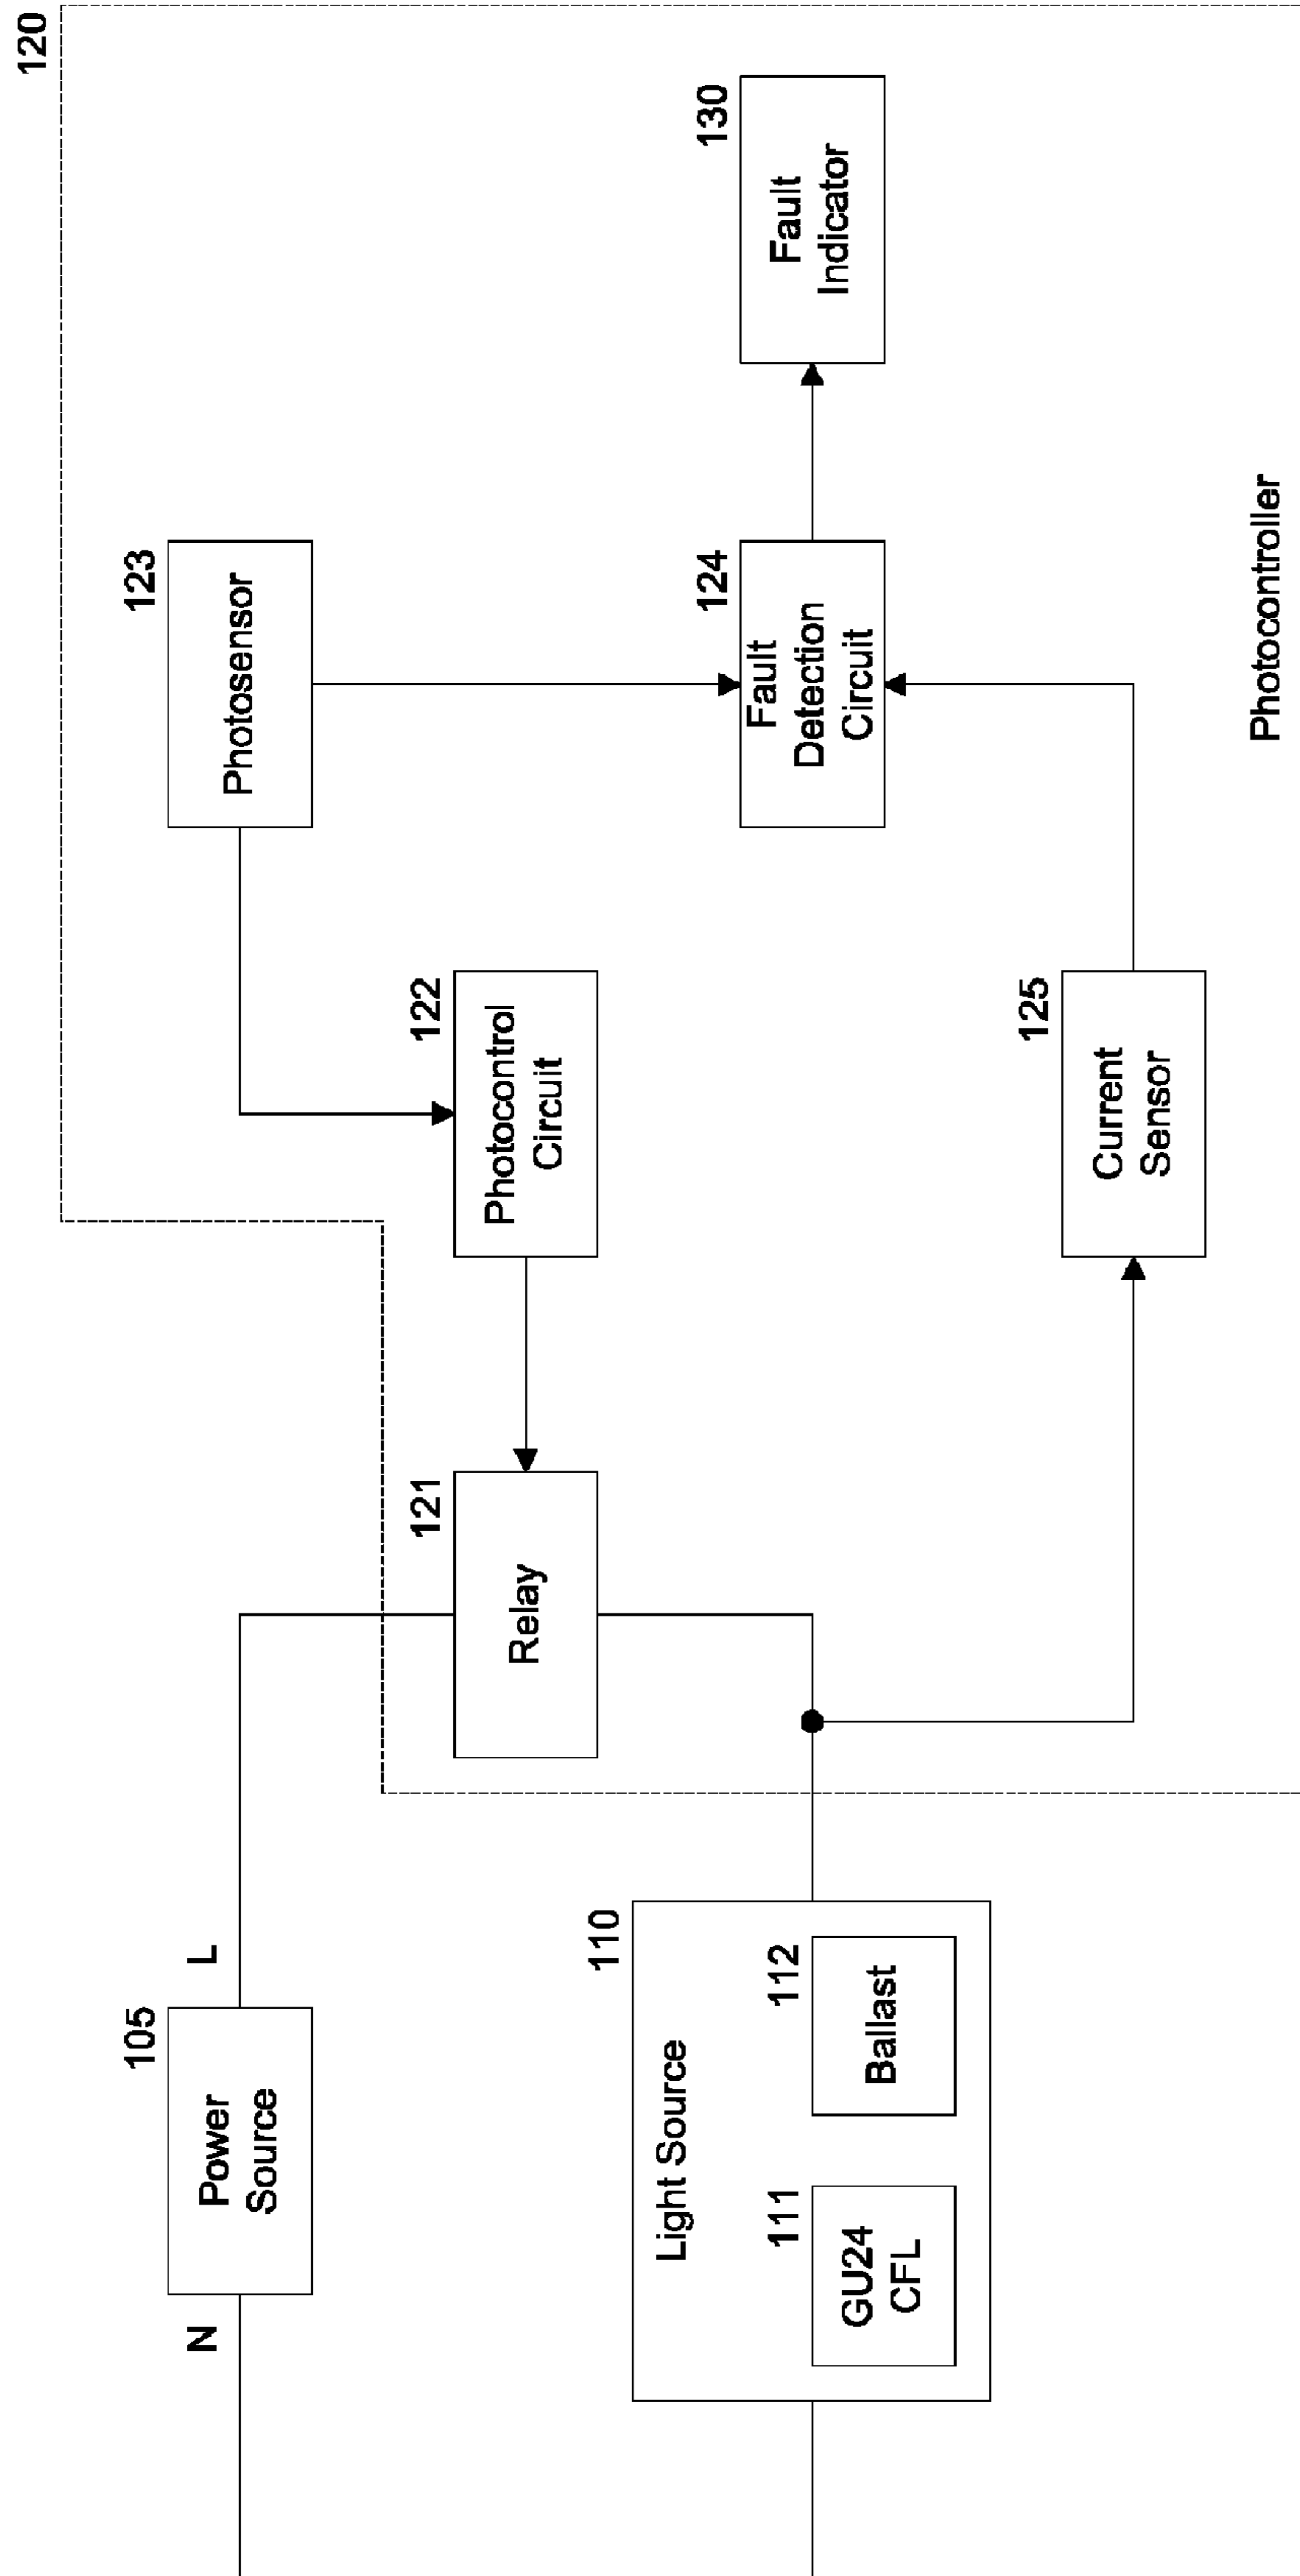 120
105
N
Power
Source
L
123
Photosensor
121
Relay
122
Photocontrol
Circuit
110
Light Source
111
GU24
CFL
112
Ballast
124
Fault
Detection
Circuit
130
Fault
Indicator
125
Current
Sensor
Photocontroller